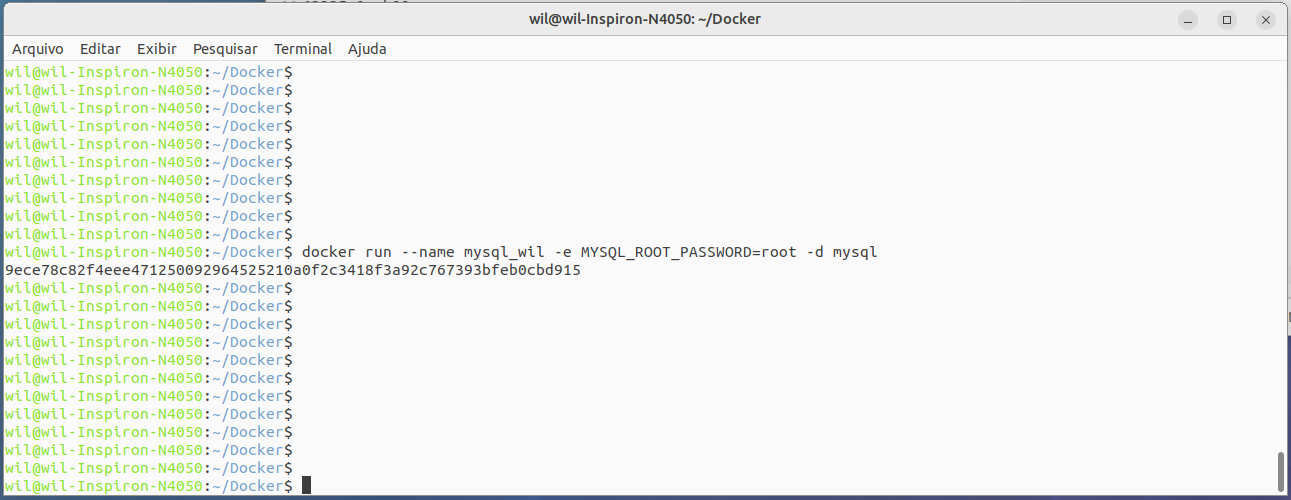 wil@wil-Inspiron-N4050: ~/Docker
Arquivo Editar Exibir Pesquisar Terminal Ajuda
wil@wil-Inspiron-N4050:~/Docker$
wil@wil-Inspiron-N4050:~/Docker$
wil@wil-Inspiron-N4050:~/Docker$
wil@wil-Inspiron-N4050:~/Docker$
wil@wil-Inspiron-N4050:~/Docker$
wil@wil-Inspiron-N4050:~/Docker$
wil@wil-Inspiron-N4050:~/Docker$
wil@wil-Inspiron-N4050:~/Docker$
wil@wil-Inspiron-N4050:~/Docker$
wil@wil-Inspiron-N4050:~/Docker$
wil@wil-Inspiron-N4050:~/Docker$ docker run --name mysql_wil -e MYSQL_ROOT_PASSWORD=root -d mysql
9ece78c82f4eee471250092964525210a0f2c3418f3a92c767393bfeb0cbd915
wil@wil-Inspiron-N4050:~/Docker$
wil@wil-Inspiron-N4050:~/Docker$
wil@wil-Inspiron-N4050:~/Docker$
wil@wil-Inspiron-N4050:~/Docker$
wil@wil-Inspiron-N4050:~/Docker$
wil@wil-Inspiron-N4050:~/Docker$
wil@wil-Inspiron-N4050:~/Docker$
wil@wil-Inspiron-N4050:~/Docker$
wil@wil-Inspiron-N4050:~/Docker$
wil@wil-Inspiron-N4050:~/Docker$
wil@wil-Inspiron-N4050:~/Docker$
wil@wil-Inspiron-N4050:~/Docker$